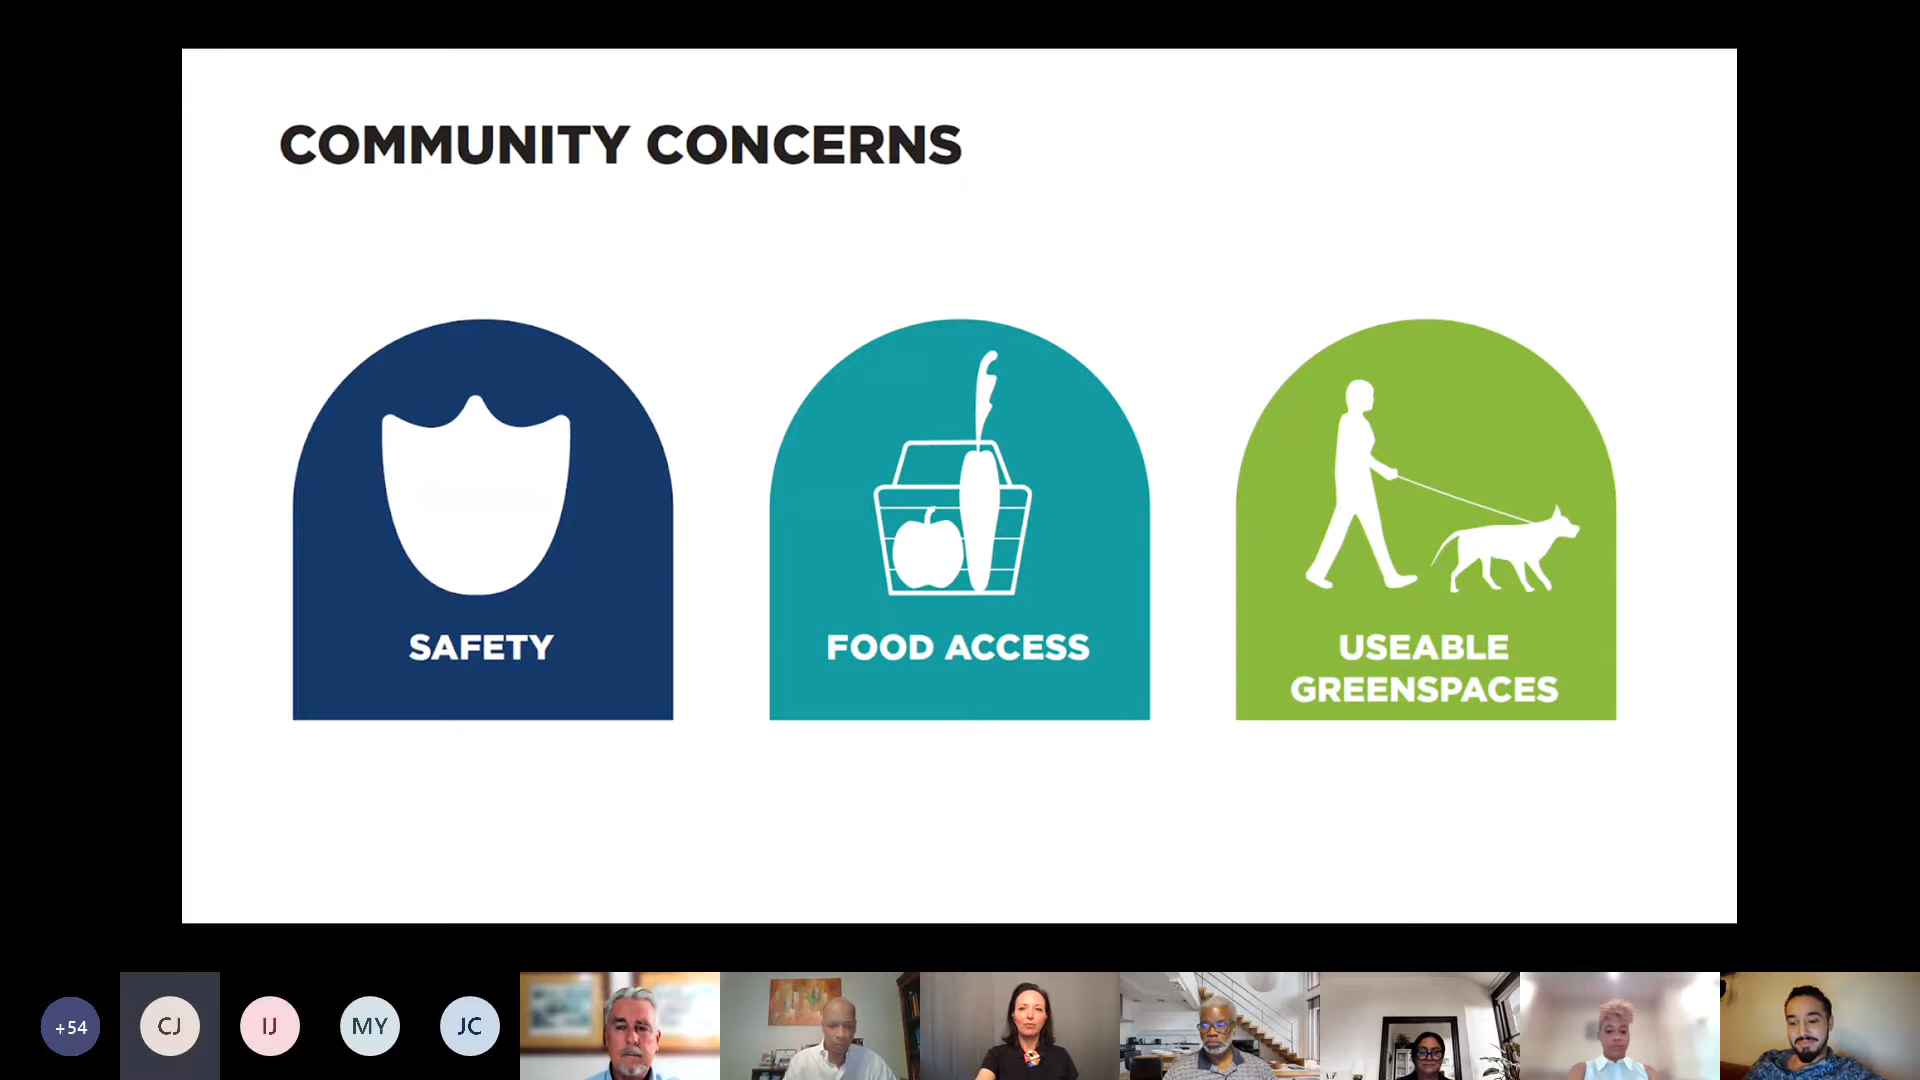 COMMUNITY CONCERNS
SAFETY
FOOD ACCESS
USEABLE
GREENSPACES
+54
CJ
IJ
MY
JC